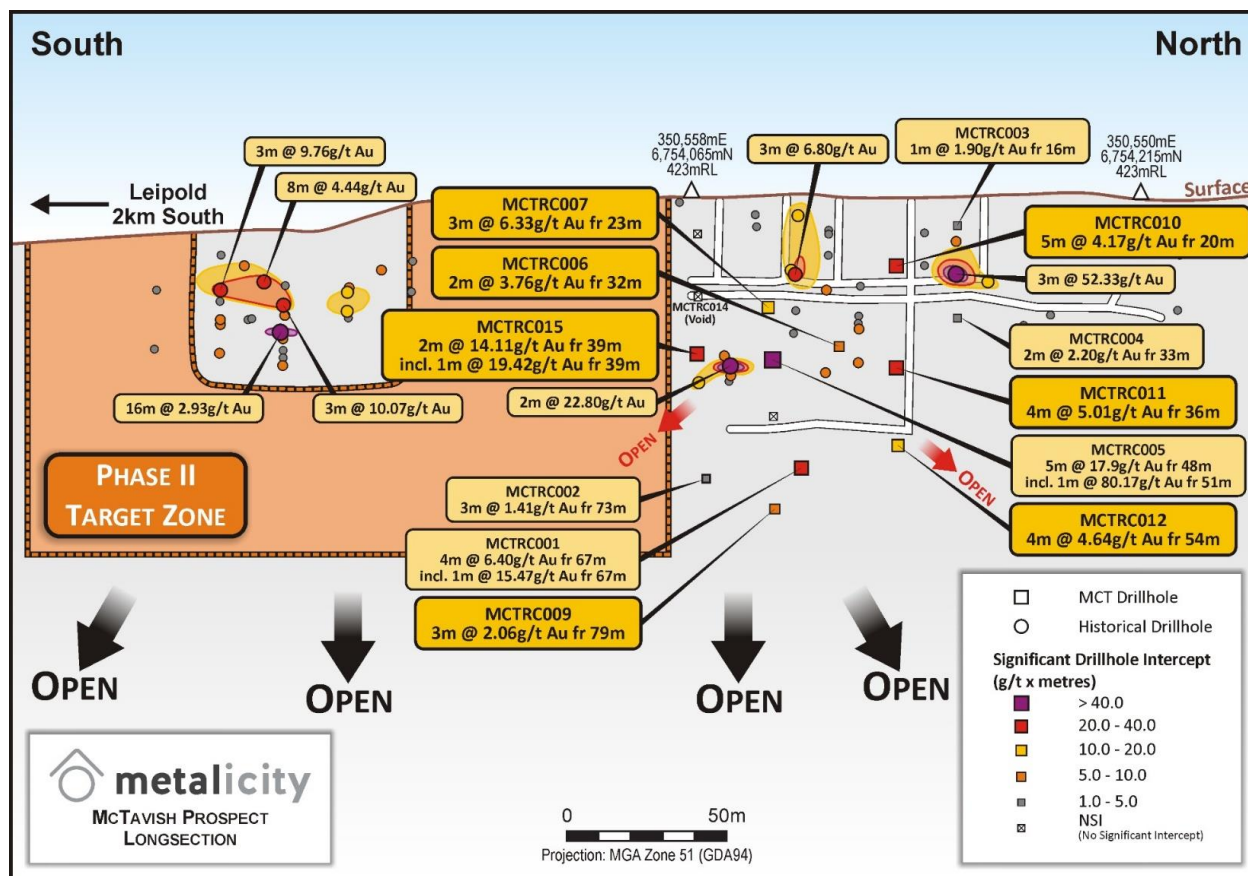 South
North
Leipold
2km South
3m @ 9.76g/t Au
8m @ 4.44g/t Au
350,558mE
6,754,065mN
423mRL
3m @ 6.80g/t Au
MCTRC003
1m @ 1.90g/t Au fr 16m
350,550mE
6,754,215mN
423mRL
Surface
MCTRC007
3m @ 6.33g/t Au fr 23m
MCTRC010
5m @ 4.17g/t Au fr 20m
MCTRC006
2m @ 3.76g/t Au fr 32m
3m @ 52.33g/t Au
MCTRC014
(Void)
MCTRC015
2m @ 14.11g/t Au fr 39m
incl. 1m @ 19.42g/t Au fr 39m
MCTRC004
2m @ 2.20g/t Au fr 33m
16m @ 2.93g/t Au
3m @ 10.07g/t Au
2m @ 22.80g/t Au
MCTRC011
4m @ 5.01g/t Au fr 36m
OPEN
OPEN
MCTRC005
5m @ 17.9g/t Au fr 48m
incl. 1m @ 80.17g/t Au fr 51m
PHASE II
TARGET ZONE
MCTRC002
3m @ 1.41g/t Au fr 73m
MCTRC012
4m @ 4.64g/t Au fr 54m
MCTRC001
4m @ 6.40g/t Au fr 67m
incl. 1m @ 15.47g/t Au fr 67m
MCTRC009
3m @ 2.06g/t Au fr 79m
OPEN
OPEN
OPEN
OPEN
MCT Drillhole
Historical Drillhole
Significant Drillhole Intercept
(g/t x metres)
> 40.0
20.0 - 40.0
10.0 - 20.0
5.0 - 10.0
1.0 - 5.0
NSI
(No Significant Intercept)
metalicity
MCTAVISH PROSPECT
LONGSECTION
0 50m
Projection: MGA Zone 51 (GDA94)